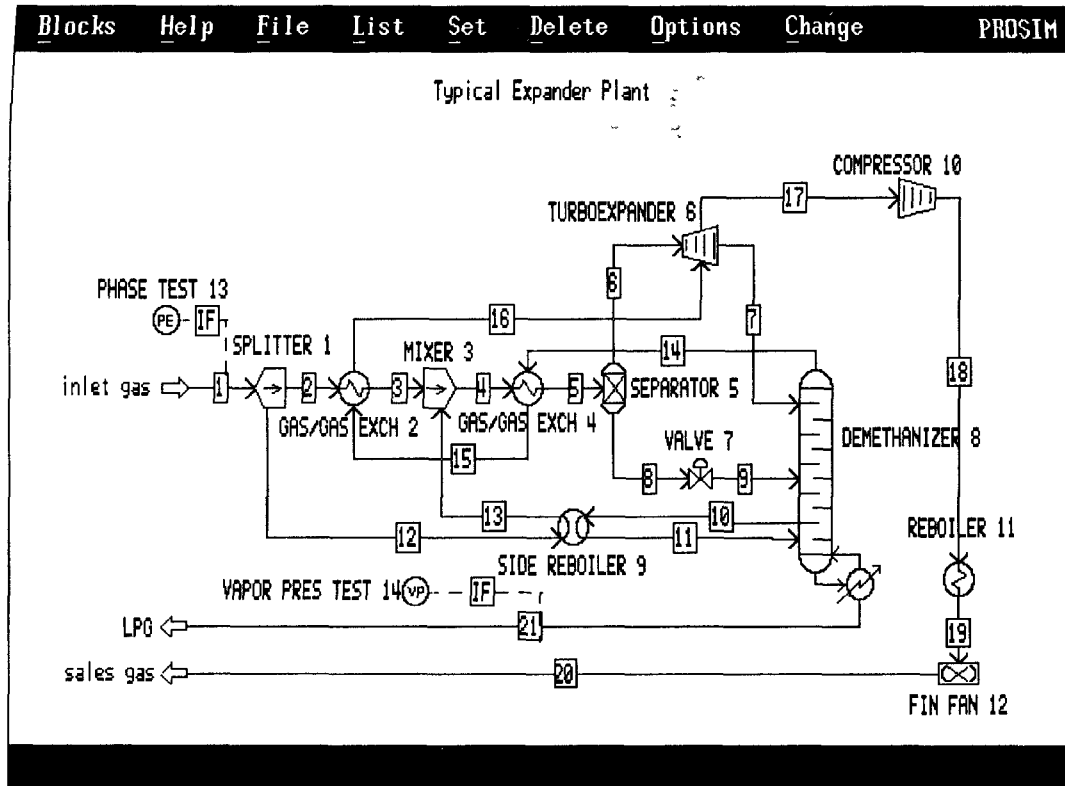 Blocks Help File List Set Delete Options Change PROSIM
Typical Expander Plant
COMPRESSOR 10
17
TURBOEXPANDER 6
6
PHASE TEST 13
PE IF
16
7
SPLITTER 1
MIXER 3
14
18
inlet gas 1 2 3 4 5 SEPARATOR 5
GAS/GAS EXCH 2 GAS/GAS EXCH 4
VALVE 7
DEMETHANIZER 8
15
8 9
13 10
12 11
REBOILER 11
SIDE REBOILER 9
VAPOR PRES TEST 14 VP IF
LPG 21
19
sales gas 20
FIN FAN 12